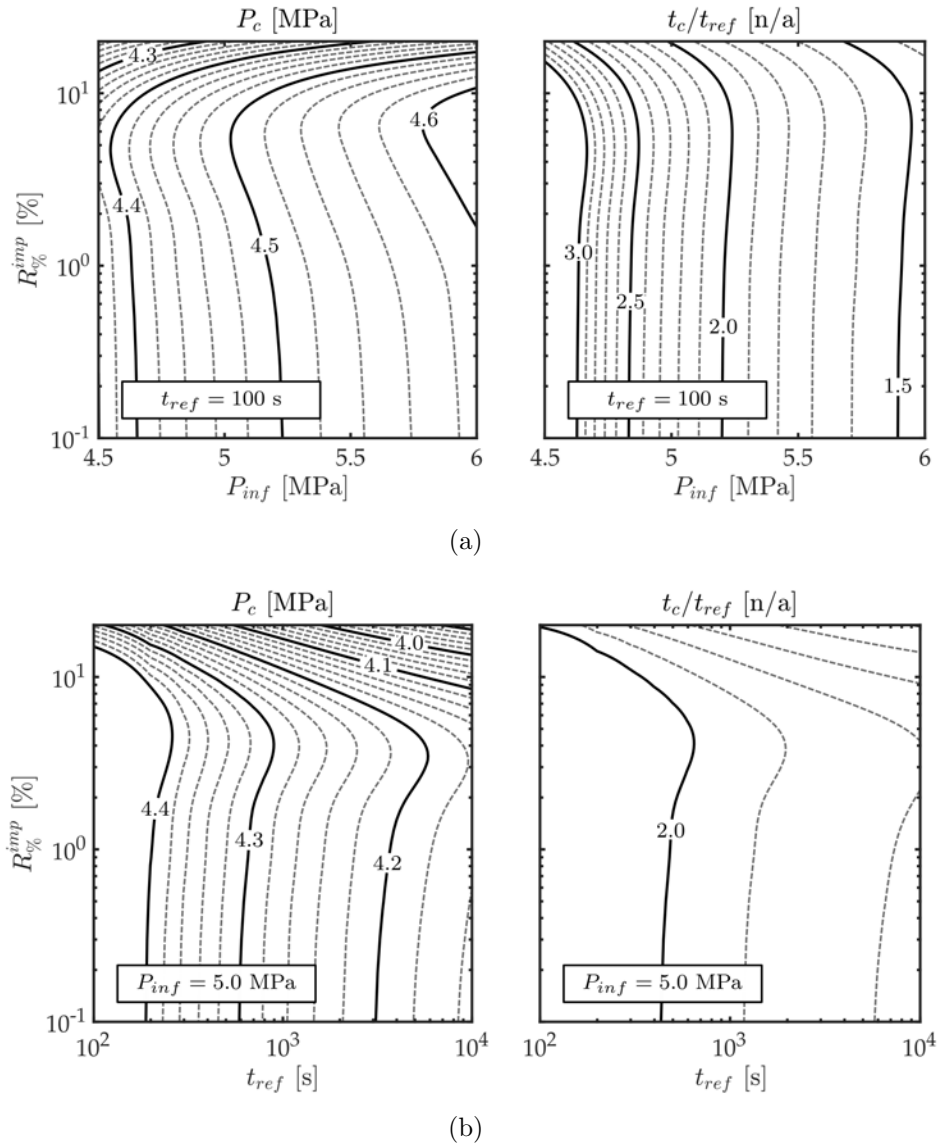 P_c [MPa]
t_c/t_ref [n/a]
R_%^imp [%]
10^1
10^0
10^-1
4.3
4.4
4.5
4.6
t_ref = 100 s
4.5
5
5.5
6
P_inf [MPa]
3.0
2.5
2.0
1.5
t_ref = 100 s
4.5
5
5.5
6
P_inf [MPa]
(a)
P_c [MPa]
t_c/t_ref [n/a]
R_%^imp [%]
10^1
10^0
10^-1
4.0
4.1
4.4
4.3
4.2
P_inf = 5.0 MPa
10^2
10^3
10^4
t_ref [s]
2.0
P_inf = 5.0 MPa
10^2
10^3
10^4
t_ref [s]
(b)